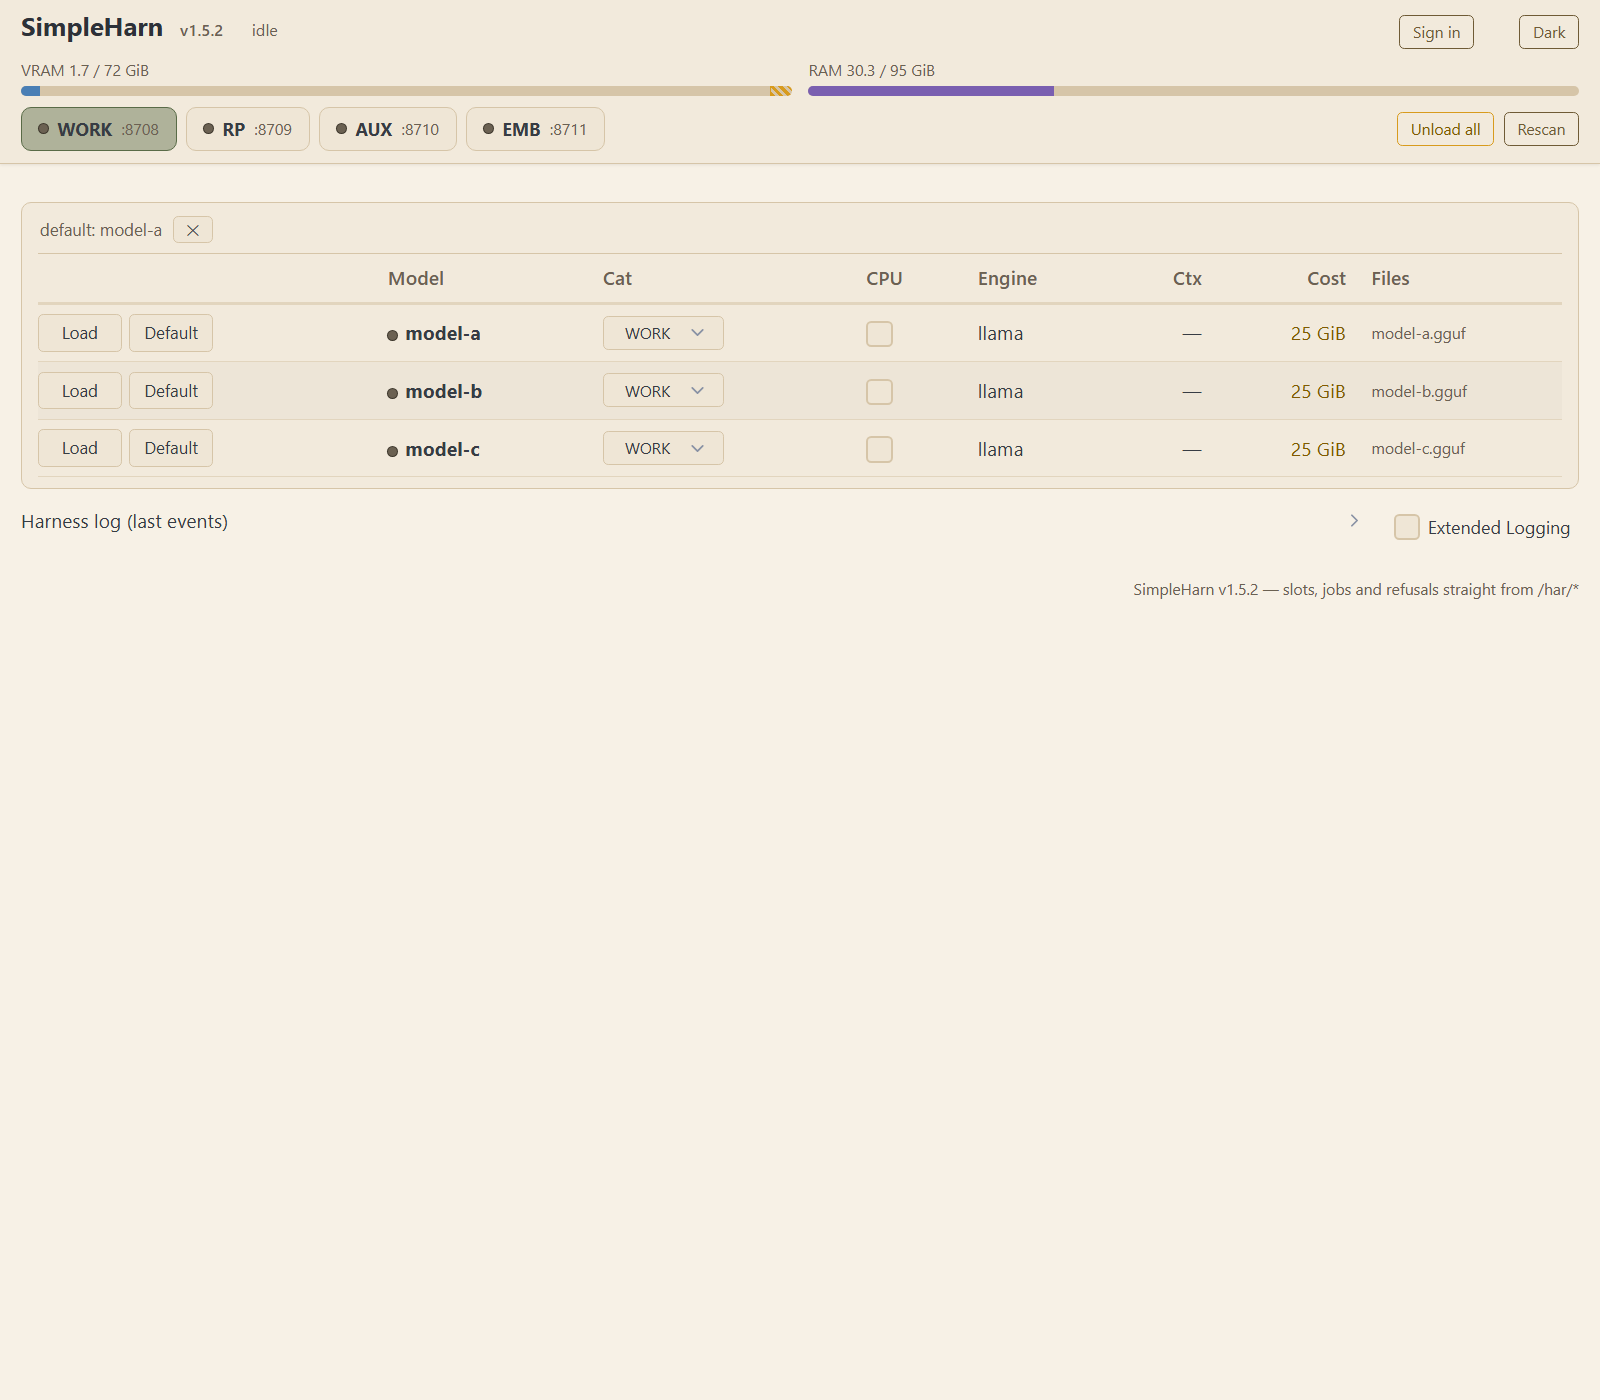 SimpleHarn v1.5.2 idle Sign in Dark
VRAM 1.7 / 72 GiB RAM 30.3 / 95 GiB
WORK :8708 RP :8709 AUX :8710 EMB :8711 Unload all Rescan
default: model-a
Model Cat CPU Engine Ctx Cost Files
Load Default model-a WORK llama — 25 GiB model-a.gguf
Load Default model-b WORK llama — 25 GiB model-b.gguf
Load Default model-c WORK llama — 25 GiB model-c.gguf
Harness log (last events) Extended Logging
SimpleHarn v1.5.2 — slots, jobs and refusals straight from /har/*